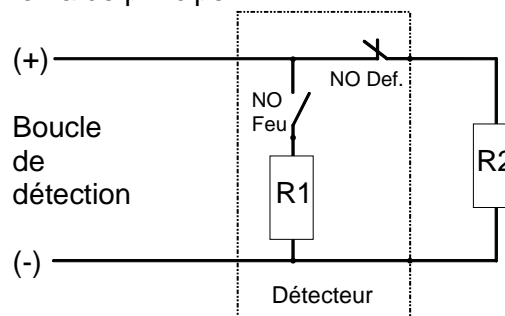 (+)
NO Def.
NO
Feu
Boucle
de
détection
R1
R2
(-)
Détecteur